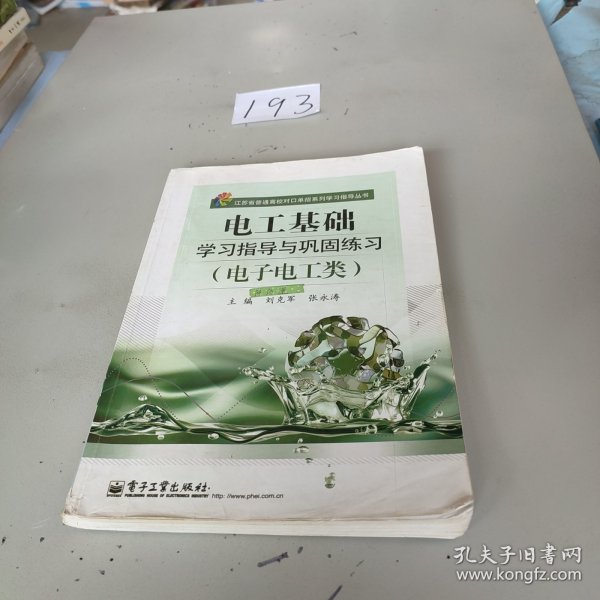 193
江苏省普通高校对口单招系列学习指导丛书
电工基础
学习指导与巩固练习
（电子电工类）
主编 刘克军 张永涛
電子工業出版社
PUBLISHING HOUSE OF ELECTRONICS INDUSTRY
http://www.phei.com.cn
孔夫子旧书网
www.kongfz.com